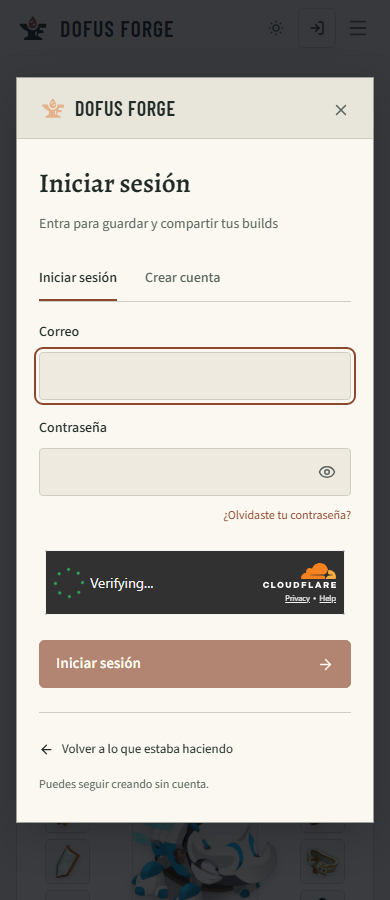 DOFUS FORGE
DOFUS FORGE
Iniciar sesión
Entra para guardar y compartir tus builds
Iniciar sesión
Crear cuenta
Correo
Contraseña
¿Olvidaste tu contraseña?
Verifying...
CLOUDFLARE
Privacy • Help
Iniciar sesión
Volver a lo que estaba haciendo
Puedes seguir creando sin cuenta.